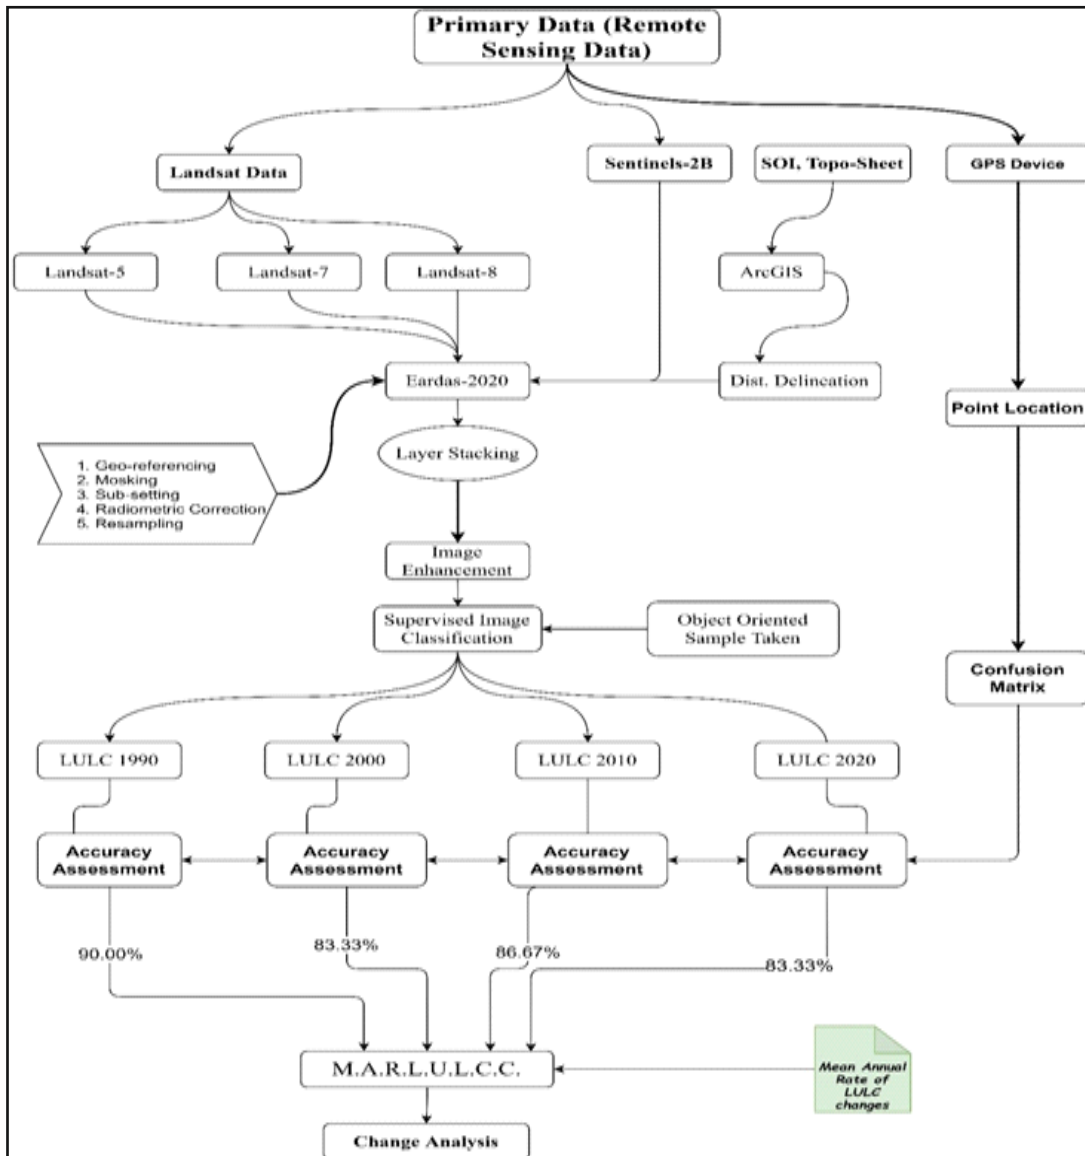 Primary Data (Remote
Sensing Data)
Landsat Data
Sentinels-2B
SOI, Topo-Sheet
GPS Device
Landsat-5
Landsat-7
Landsat-8
ArcGIS
Eardas-2020
Dist. Delincation
Point Location
Layer Stacking
1. Geo-referencing
2. Mosking
3. Sub-setting
4. Radiometric Correction
5. Resampling
Image
Enhancement
Supervised Image
Classification
Object Oriented
Sample Taken
Confusion
Matrix
LULC 1990
LULC 2000
LULC 2010
LULC 2020
Accuracy
Assessment
Accuracy
Assessment
Accuracy
Assessment
Accuracy
Assessment
90.00%
83.33%
86.67%
83.33%
M.A.R.L.U.L.C.C.
Mean Annual
Rate of
LULC
changes
Change Analysis